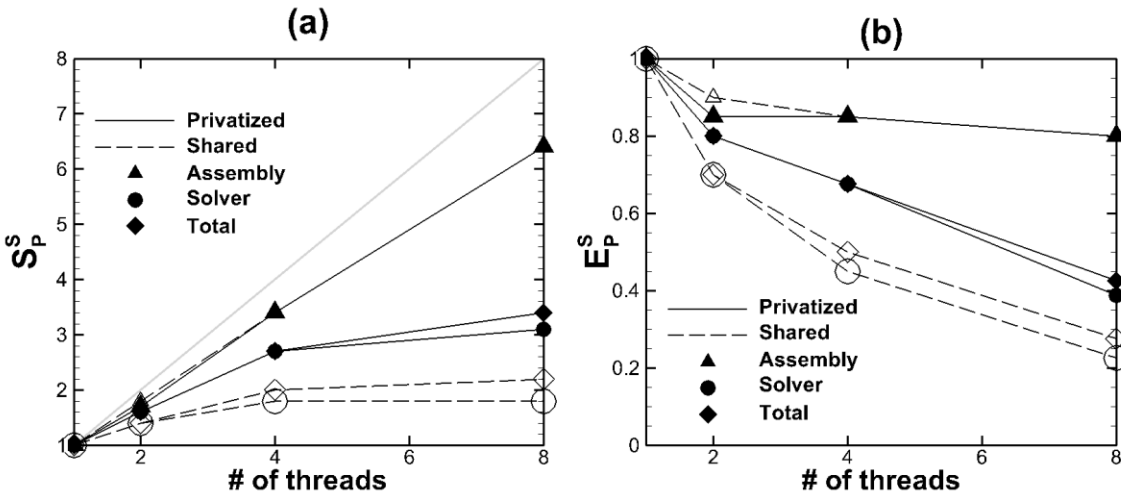 (a)
8
7
6
5
4
3
2
1
S_P^S
Privatized
Shared
Assembly
Solver
Total
2
4
6
8
# of threads
(b)
1
0.8
0.6
0.4
0.2
0
E_P^S
Privatized
Shared
Assembly
Solver
Total
2
4
6
8
# of threads